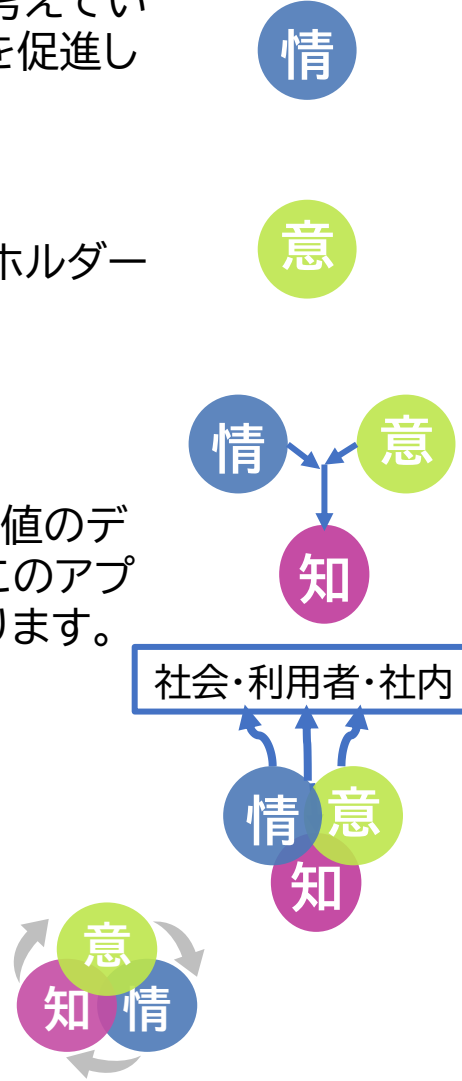 考えてい
を促進し
情
ホルダー
意
情
意
値のデ
このアプ
ります。
知
社会・利用者・社内
情
意
知
意
知
情